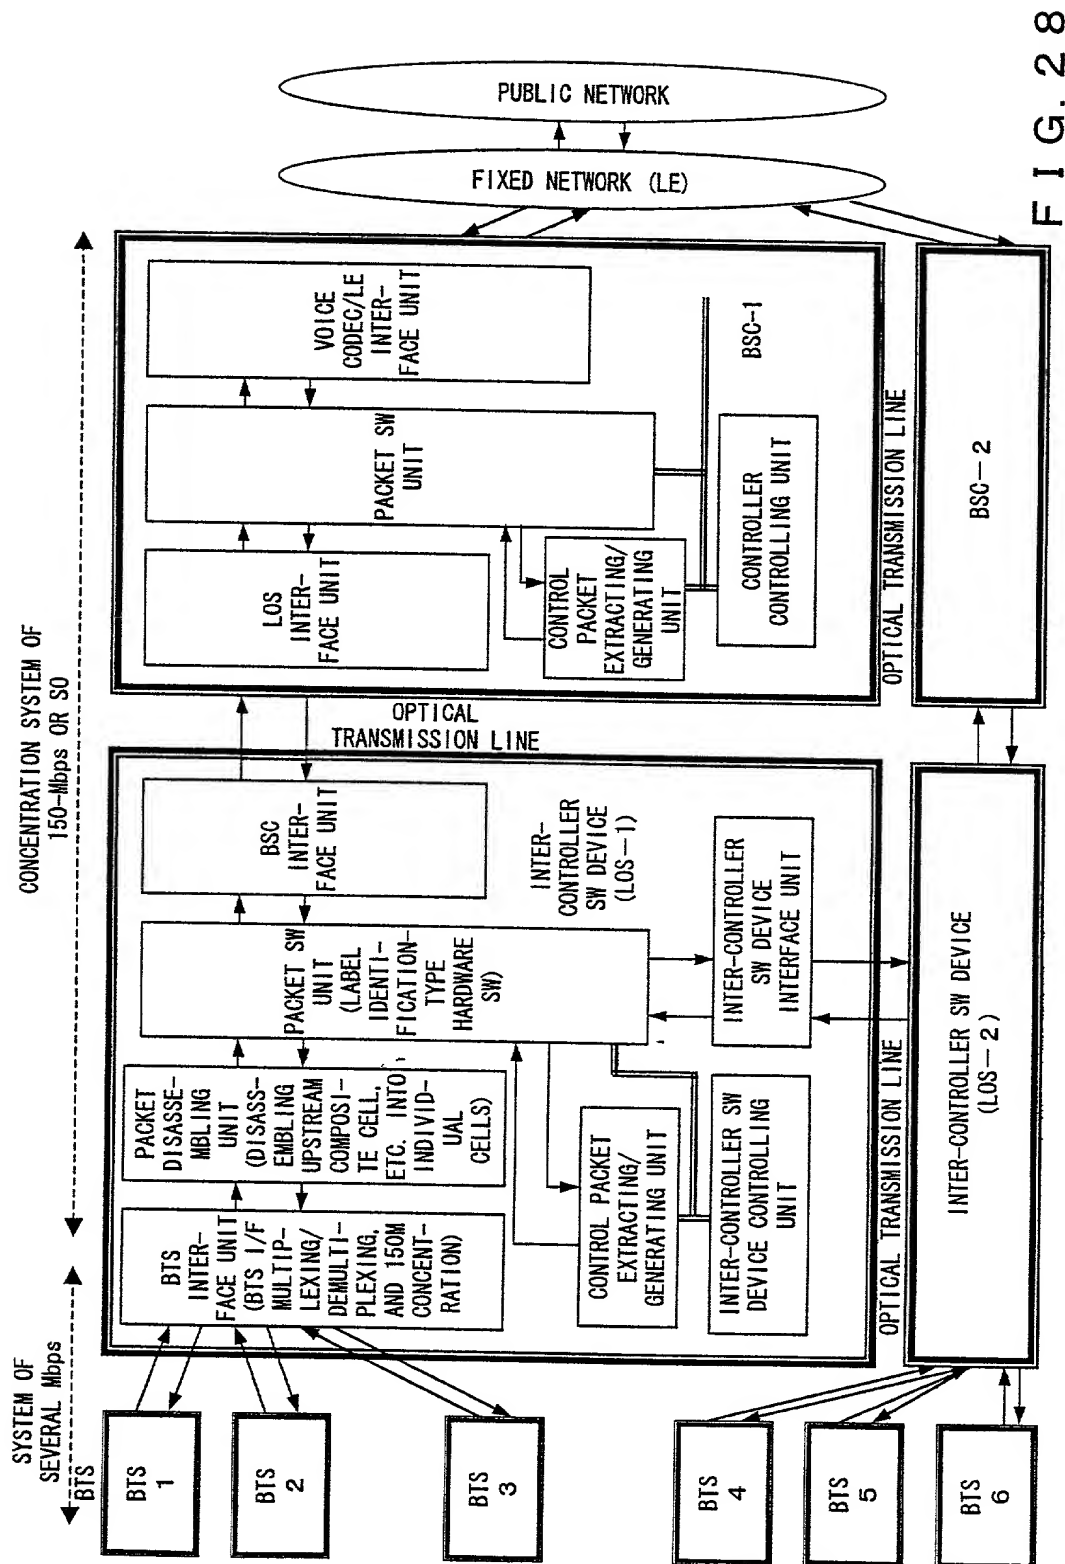 SYSTEM OF
SEVERAL Mbps
CONCENTRATION SYSTEM OF
150-Mbps OR SO
BTS
BTS
1
BTS
2
BTS
3
BTS
4
BTS
5
BTS
6
BTS
INTER-
FACE UNIT
(BTS I/F
MULTIP-
LEXING/
DEMULTI-
PLEXING,
AND 150M
CONCENT-
RATION)
PACKET
DISASSE-
MBLING
UNIT
(DISASS-
EMBLING
UPSTREAM
COMPOSI-
TE CELL,
ETC. INTO
INDIVID-
UAL
CELLS)
PACKET SW
UNIT
(LABEL
IDENTI-
FICATION-
TYPE
HARDWARE
SW)
BSC
INTER-
FACE UNIT
INTER-
CONTROLLER
SW DEVICE
(LOS-1)
CONTROL PACKET
EXTRACTING/
GENERATING UNIT
INTER-CONTROLLER SW
DEVICE CONTROLLING
UNIT
INTER-CONTROLLER
SW DEVICE
INTERFACE UNIT
OPTICAL
TRANSMISSION LINE
LOS
INTER-
FACE UNIT
PACKET SW
UNIT
VOICE
CODEC/LE
INTER-
FACE UNIT
CONTROL
PACKET
EXTRACTING/
GENERATING
UNIT
CONTROLLER
CONTROLLING UNIT
BSC-1
OPTICAL TRANSMISSION LINE
OPTICAL TRANSMISSION LINE
INTER-CONTROLLER SW DEVICE
(LOS-2)
BSC-2
FIXED NETWORK (LE)
PUBLIC NETWORK
FIG. 28